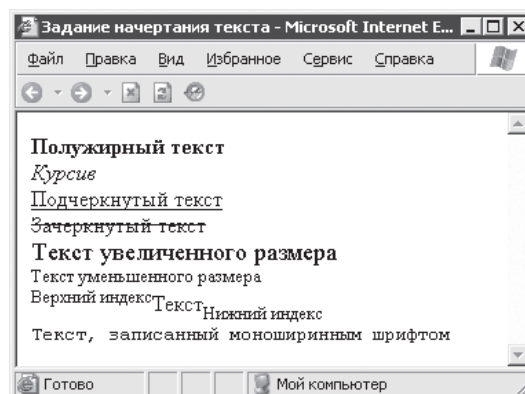 Задание начертания текста - Microsoft Internet E...
Файл Правка Вид Избранное Сервис Справка
Полужирный текст
Курсив
Подчеркнутый текст
Зачеркнутый текст
Текст увеличенного размера
Текст уменьшенного размера
Верхний индексТекстНижний индекс
Текст, записанный моноширинным шрифтом
Готово Мой компьютер